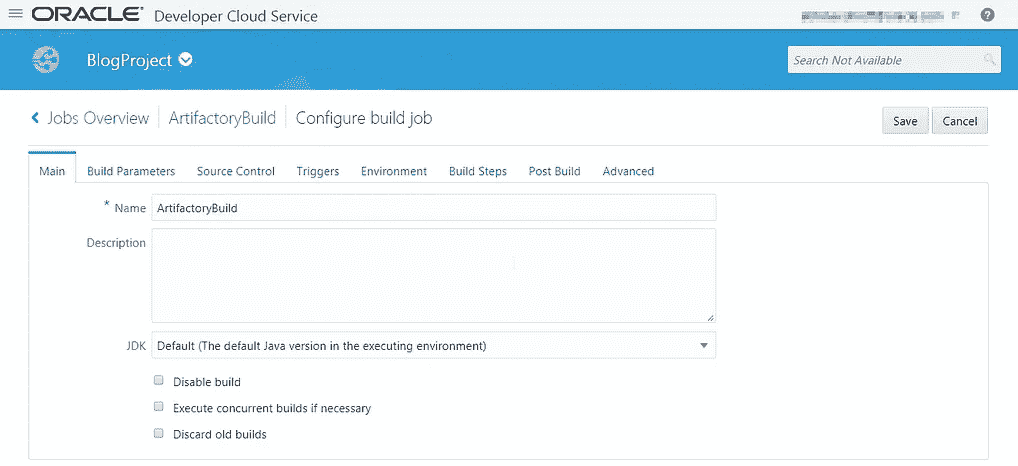 ORACLE® Developer Cloud Service
BlogProject
Search Not Available
Jobs Overview ArtifactoryBuild Configure build job
Save Cancel
Main Build Parameters Source Control Triggers Environment Build Steps Post Build Advanced
* Name ArtifactoryBuild
Description
JDK Default (The default Java version in the executing environment)
Disable build
Execute concurrent builds if necessary
Discard old builds